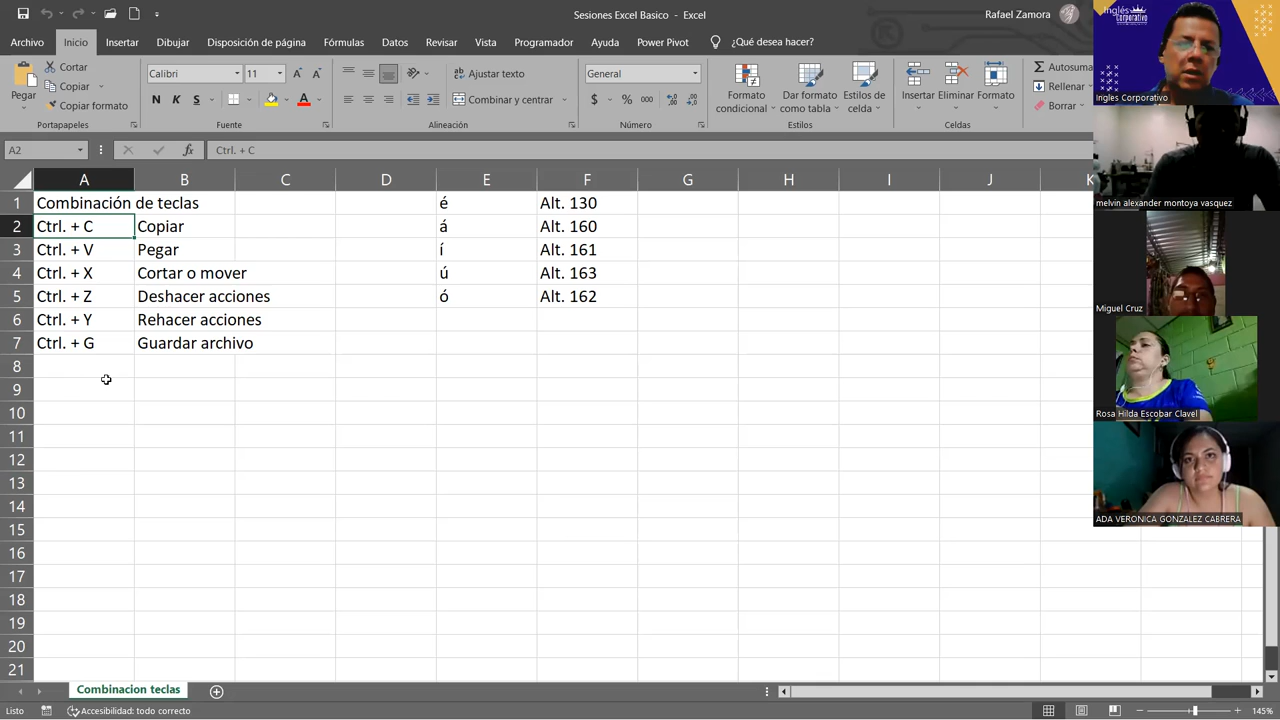 Sesiones Excel Basico - Excel
Rafael Zamora
Archivo Inicio Insertar Dibujar Disposición de página Fórmulas Datos Revisar Vista Programador Ayuda Power Pivot ¿Qué desea hacer?
Pegar
Cortar
Copiar
Copiar formato
Portapapeles
Calibri 11
N K S
Fuente
Ajustar texto
Combinar y centrar
Alineación
General
$ % 000
Número
Formato condicional
Dar formato como tabla
Estilos de celda
Estilos
Insertar Eliminar Formato
Celdas
Autosuma
Rellenar
Borrar
A2
fx
Ctrl. + C
A B C D E F G H I J K
1 Combinación de teclas é Alt. 130
2 Ctrl. + C Copiar á Alt. 160
3 Ctrl. + V Pegar í Alt. 161
4 Ctrl. + X Cortar o mover ú Alt. 163
5 Ctrl. + Z Deshacer acciones ó Alt. 162
6 Ctrl. + Y Rehacer acciones
7 Ctrl. + G Guardar archivo
8
9
10
11
12
13
14
15
16
17
18
19
20
21
Combinacion teclas
Listo
Accesibilidad: todo correcto
145%
Inglés
Corporativo
Ingles Corporativo
melvin alexander montoya vasquez
Miguel Cruz
Rosa Hilda Escobar Clavel
ADA VERONICA GONZALEZ CABRERA